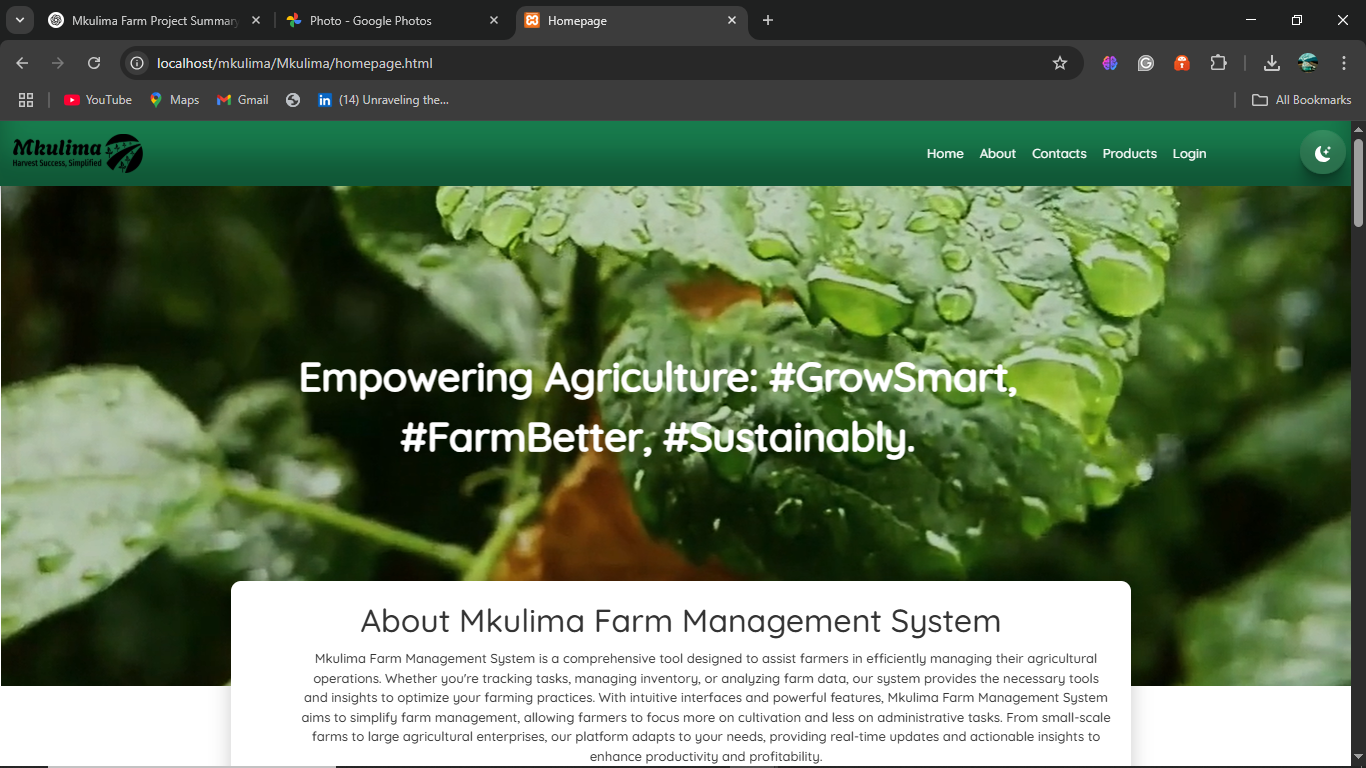 Mkulima Farm Project Summary
Photo - Google Photos
Homepage
localhost/mkulima/Mkulima/homepage.html
YouTube
Maps
Gmail
(14) Unraveling the...
All Bookmarks
Mkulima
Harvest Success, Simplified
Home
About
Contacts
Products
Login
Empowering Agriculture: #GrowSmart,
#FarmBetter, #Sustainably.
About Mkulima Farm Management System
Mkulima Farm Management System is a comprehensive tool designed to assist farmers in efficiently managing their agricultural
operations. Whether you're tracking tasks, managing inventory, or analyzing farm data, our system provides the necessary tools
and insights to optimize your farming practices. With intuitive interfaces and powerful features, Mkulima Farm Management System
aims to simplify farm management, allowing farmers to focus more on cultivation and less on administrative tasks. From small-scale
farms to large agricultural enterprises, our platform adapts to your needs, providing real-time updates and actionable insights to
enhance productivity and profitability.